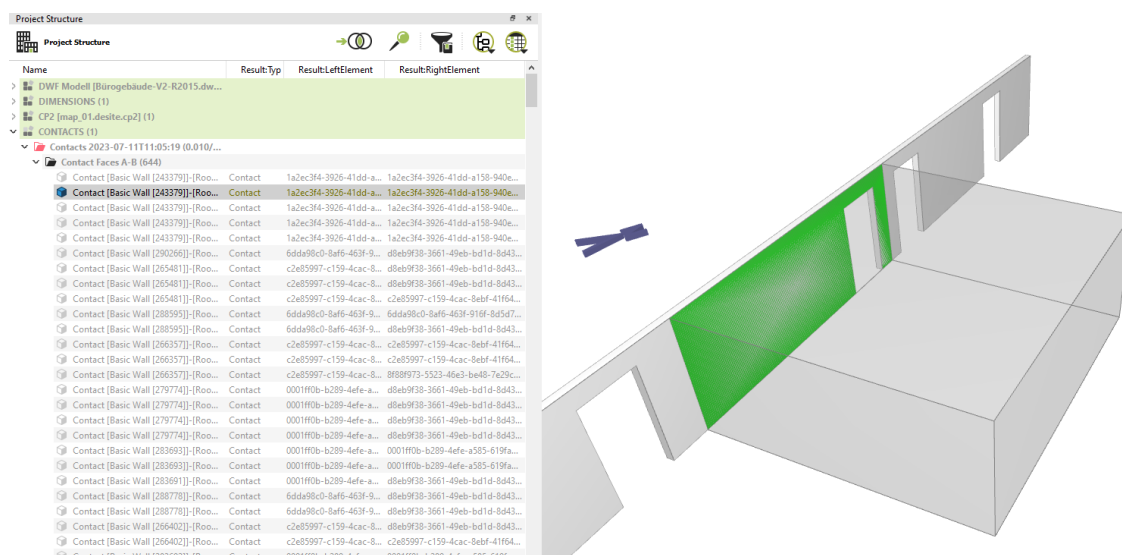 Project Structure
Project Structure
Name Result:Typ Result:LeftElement Result:RightElement
DWF Modell [Bürogebäude-V2-R2015.dw...
DIMENSIONS (1)
CP2 [map_01.desite.cp2] (1)
CONTACTS (1)
Contacts 2023-07-11T11:05:19 (0.010/...
Contact Faces A-B (644)
Contact [Basic Wall [243379]]-[Roo... Contact 1a2ec3f4-3926-41dd-a... 1a2ec3f4-3926-41dd-a158-940e...
Contact [Basic Wall [243379]]-[Roo... Contact 1a2ec3f4-3926-41dd-a... 1a2ec3f4-3926-41dd-a158-940e...
Contact [Basic Wall [243379]]-[Roo... Contact 1a2ec3f4-3926-41dd-a... 1a2ec3f4-3926-41dd-a158-940e...
Contact [Basic Wall [243379]]-[Roo... Contact 1a2ec3f4-3926-41dd-a... 1a2ec3f4-3926-41dd-a158-940e...
Contact [Basic Wall [243379]]-[Roo... Contact 1a2ec3f4-3926-41dd-a... 1a2ec3f4-3926-41dd-a158-940e...
Contact [Basic Wall [290266]]-[Roo... Contact 6dda98c0-8af6-463f-9... d8eb9f38-3661-49eb-bd1d-8d43...
Contact [Basic Wall [265481]]-[Roo... Contact c2e85997-c159-4cac-8... d8eb9f38-3661-49eb-bd1d-8d43...
Contact [Basic Wall [265481]]-[Roo... Contact c2e85997-c159-4cac-8... d8eb9f38-3661-49eb-bd1d-8d43...
Contact [Basic Wall [265481]]-[Roo... Contact c2e85997-c159-4cac-8... c2e85997-c159-4cac-8ebf-41f64...
Contact [Basic Wall [288595]]-[Roo... Contact 6dda98c0-8af6-463f-9... 6dda98c0-8af6-463f-916f-8d5d7...
Contact [Basic Wall [288595]]-[Roo... Contact 6dda98c0-8af6-463f-9... d8eb9f38-3661-49eb-bd1d-8d43...
Contact [Basic Wall [266357]]-[Roo... Contact c2e85997-c159-4cac-8... c2e85997-c159-4cac-8ebf-41f64...
Contact [Basic Wall [266357]]-[Roo... Contact c2e85997-c159-4cac-8... c2e85997-c159-4cac-8ebf-41f64...
Contact [Basic Wall [266357]]-[Roo... Contact c2e85997-c159-4cac-8... 8f88f973-5523-46e3-be48-7e29c...
Contact [Basic Wall [279774]]-[Roo... Contact 0001ff0b-b289-4efe-a... d8eb9f38-3661-49eb-bd1d-8d43...
Contact [Basic Wall [279774]]-[Roo... Contact 0001ff0b-b289-4efe-a... d8eb9f38-3661-49eb-bd1d-8d43...
Contact [Basic Wall [279774]]-[Roo... Contact 0001ff0b-b289-4efe-a... d8eb9f38-3661-49eb-bd1d-8d43...
Contact [Basic Wall [279774]]-[Roo... Contact 0001ff0b-b289-4efe-a... d8eb9f38-3661-49eb-bd1d-8d43...
Contact [Basic Wall [283693]]-[Roo... Contact 0001ff0b-b289-4efe-a... 0001ff0b-b289-4efe-a585-619fa...
Contact [Basic Wall [283693]]-[Roo... Contact 0001ff0b-b289-4efe-a... 0001ff0b-b289-4efe-a585-619fa...
Contact [Basic Wall [283691]]-[Roo... Contact 0001ff0b-b289-4efe-a... d8eb9f38-3661-49eb-bd1d-8d43...
Contact [Basic Wall [288778]]-[Roo... Contact 6dda98c0-8af6-463f-9... d8eb9f38-3661-49eb-bd1d-8d43...
Contact [Basic Wall [288778]]-[Roo... Contact 6dda98c0-8af6-463f-9... d8eb9f38-3661-49eb-bd1d-8d43...
Contact [Basic Wall [266402]]-[Roo... Contact c2e85997-c159-4cac-8... c2e85997-c159-4cac-8ebf-41f64...
Contact [Basic Wall [266402]]-[Roo... Contact c2e85997-c159-4cac-8... d8eb9f38-3661-49eb-bd1d-8d43...